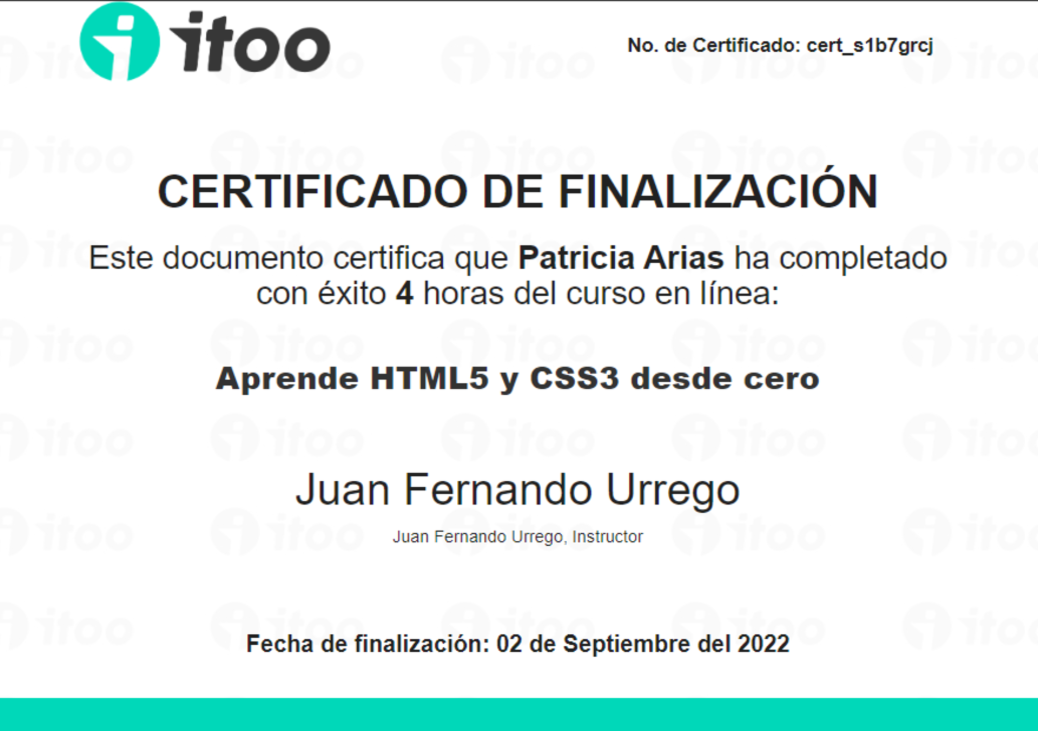 itoo
No. de Certificado: cert_s1b7grcj
CERTIFICADO DE FINALIZACIÓN
Este documento certifica que Patricia Arias ha completado
con éxito 4 horas del curso en línea:
Aprende HTML5 y CSS3 desde cero
Juan Fernando Urrego
Juan Fernando Urrego, Instructor
Fecha de finalización: 02 de Septiembre del 2022